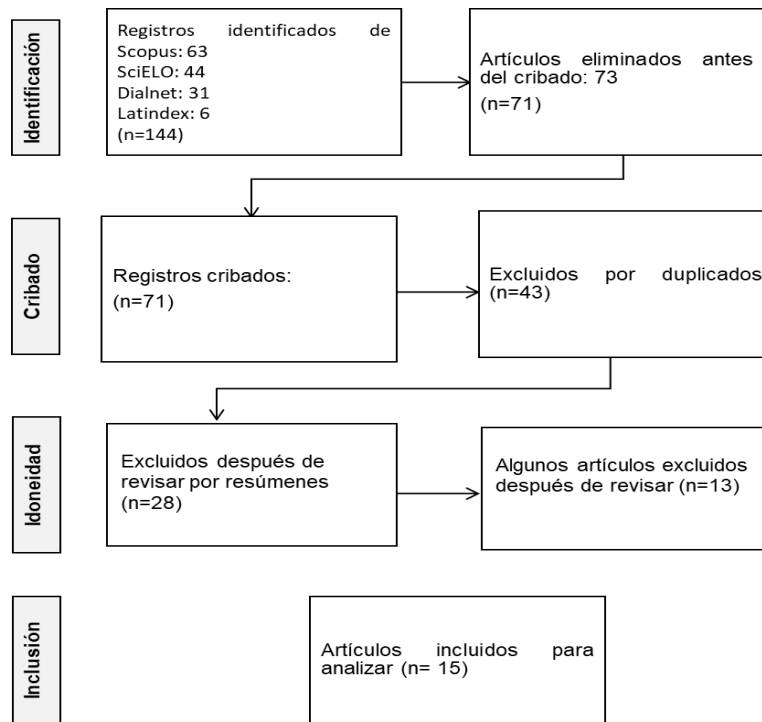 Identificación
Registros identificados de
Scopus: 63
SciELO: 44
Dialnet: 31
Latindex: 6
(n=144)
Artículos eliminados antes
del cribado: 73
(n=71)
Cribado
Registros cribados:
(n=71)
Excluidos por duplicados
(n=43)
Idoneidad
Excluidos después de
revisar por resúmenes
(n=28)
Algunos artículos excluidos
después de revisar (n=13)
Inclusión
Artículos incluidos para
analizar (n= 15)